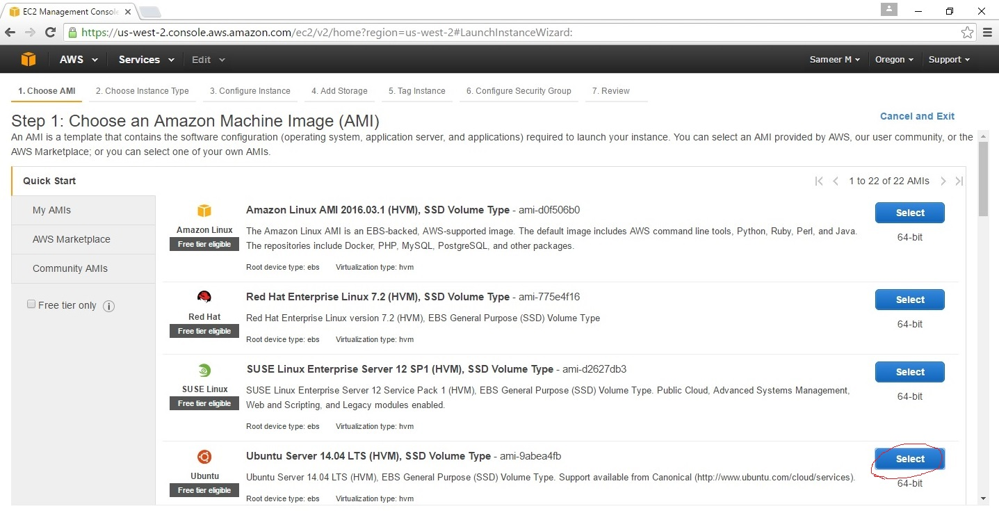 EC2 Management Console
https://us-west-2.console.aws.amazon.com/ec2/v2/home?region=us-west-2#LaunchInstanceWizard:
AWS Services Edit Sameer M Oregon Support
1. Choose AMI 2. Choose Instance Type 3. Configure Instance 4. Add Storage 5. Tag Instance 6. Configure Security Group 7. Review
Step 1: Choose an Amazon Machine Image (AMI)
Cancel and Exit
An AMI is a template that contains the software configuration (operating system, application server, and applications) required to launch your instance. You can select an AMI provided by AWS, our user community, or the
AWS Marketplace; or you can select one of your own AMIs.
Quick Start
1 to 22 of 22 AMIs
My AMIs
AWS Marketplace
Community AMIs
Free tier only
Amazon Linux
Free tier eligible
Amazon Linux AMI 2016.03.1 (HVM), SSD Volume Type - ami-d0f506b0
The Amazon Linux AMI is an EBS-backed, AWS-supported image. The default image includes AWS command line tools, Python, Ruby, Perl, and Java.
The repositories include Docker, PHP, MySQL, PostgreSQL, and other packages.
Root device type: ebs Virtualization type: hvm
Select
64-bit
Red Hat
Free tier eligible
Red Hat Enterprise Linux 7.2 (HVM), SSD Volume Type - ami-775e4f16
Red Hat Enterprise Linux version 7.2 (HVM), EBS General Purpose (SSD) Volume Type
Root device type: ebs Virtualization type: hvm
Select
64-bit
SUSE Linux
Free tier eligible
SUSE Linux Enterprise Server 12 SP1 (HVM), SSD Volume Type - ami-d2627db3
SUSE Linux Enterprise Server 12 Service Pack 1 (HVM), EBS General Purpose (SSD) Volume Type. Public Cloud, Advanced Systems Management,
Web and Scripting, and Legacy modules enabled.
Root device type: ebs Virtualization type: hvm
Select
64-bit
Ubuntu
Free tier eligible
Ubuntu Server 14.04 LTS (HVM), SSD Volume Type - ami-9abea4fb
Ubuntu Server 14.04 LTS (HVM), EBS General Purpose (SSD) Volume Type. Support available from Canonical (http://www.ubuntu.com/cloud/services).
Root device type: ebs Virtualization type: hvm
Select
64-bit